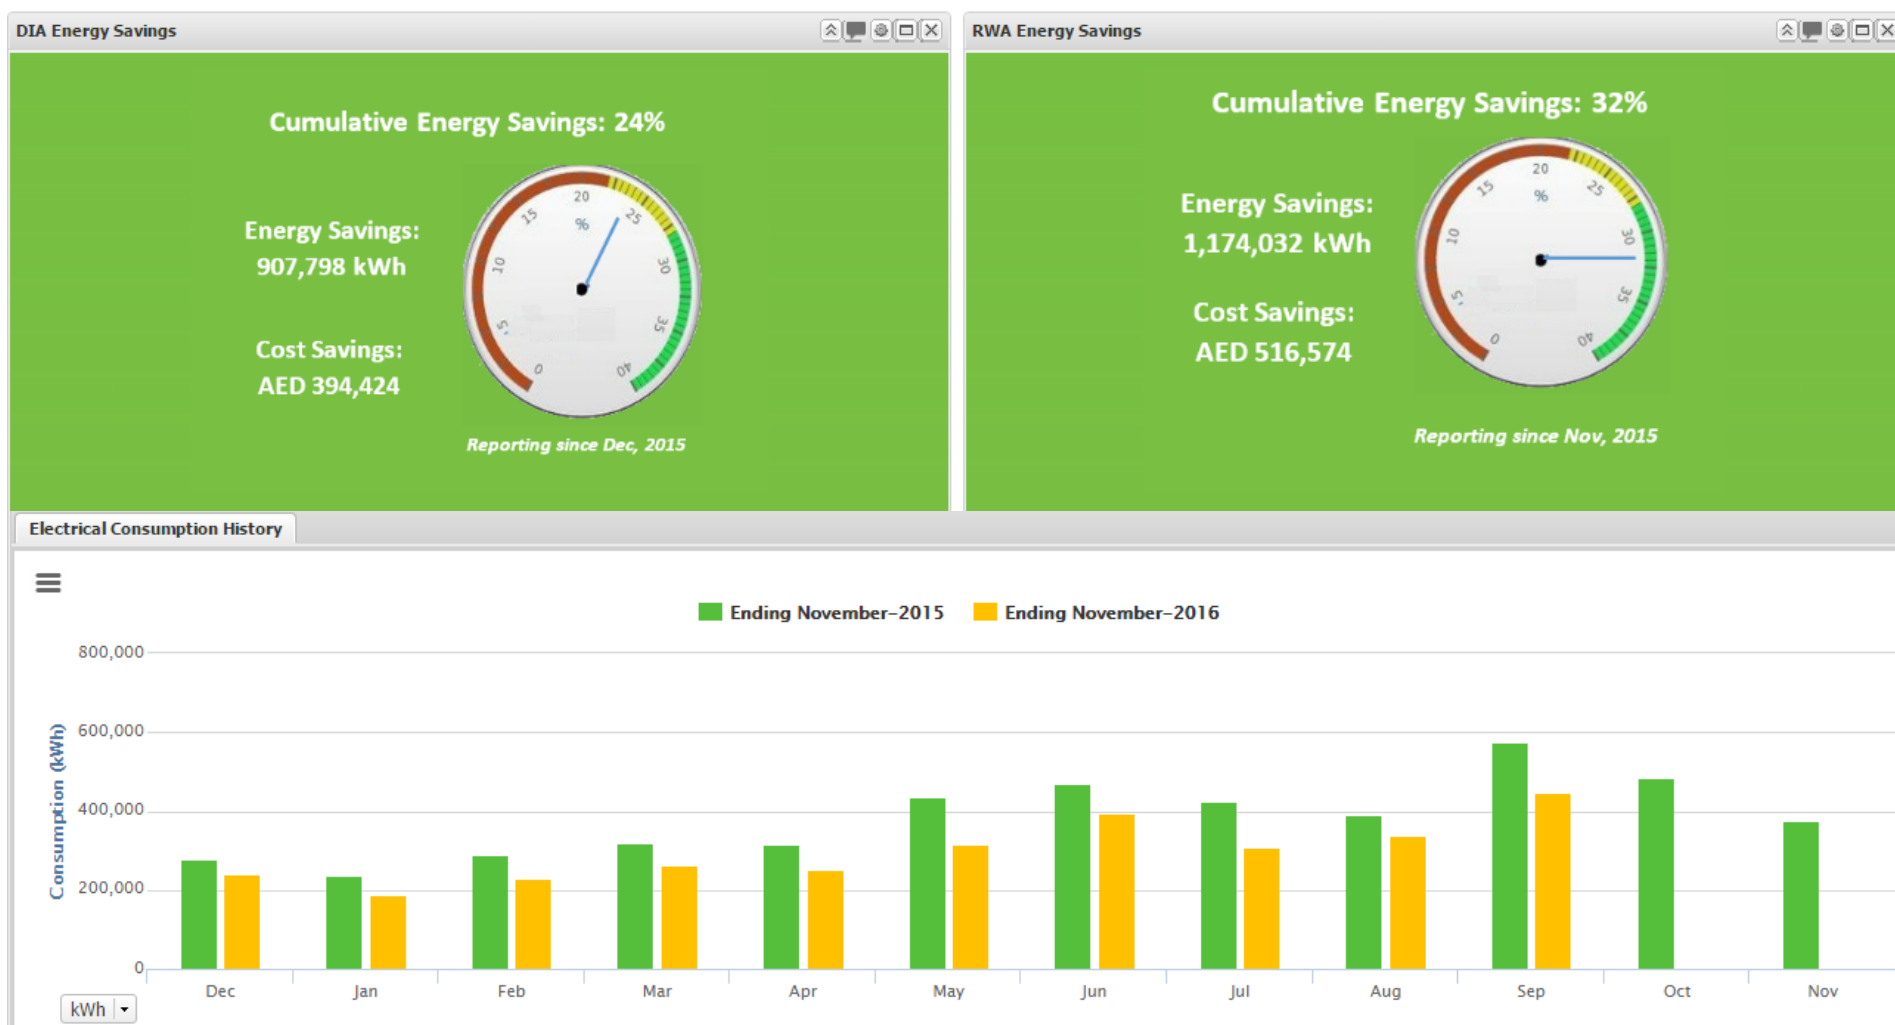 DIA Energy Savings
Cumulative Energy Savings: 24%
Energy Savings:
907,798 kWh
Cost Savings:
AED 394,424
0
5
10
15
20
25
30
35
40
%
Reporting since Dec, 2015
RWA Energy Savings
Cumulative Energy Savings: 32%
Energy Savings:
1,174,032 kWh
Cost Savings:
AED 516,574
0
5
10
15
20
25
30
35
40
%
Reporting since Nov, 2015
Electrical Consumption History
Ending November-2015
Ending November-2016
Consumption (kWh)
800,000
600,000
400,000
200,000
0
Dec
Jan
Feb
Mar
Apr
May
Jun
Jul
Aug
Sep
Oct
Nov
kWh